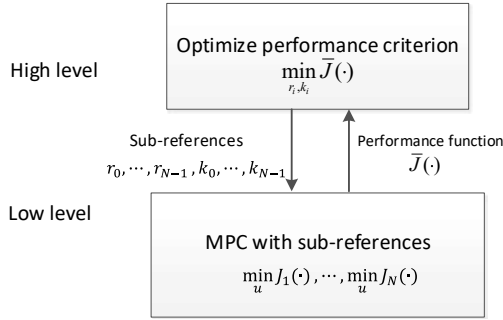 Optimize performance criterion
High level
min J̅(·)
r_i,k_i
Sub-references
Performance function
r_0, ⋯, r_{N−1}, k_0, ⋯, k_{N−1}
J̅(·)
Low level
MPC with sub-references
min J_1(·) , ⋯, min J_N(·)
u u